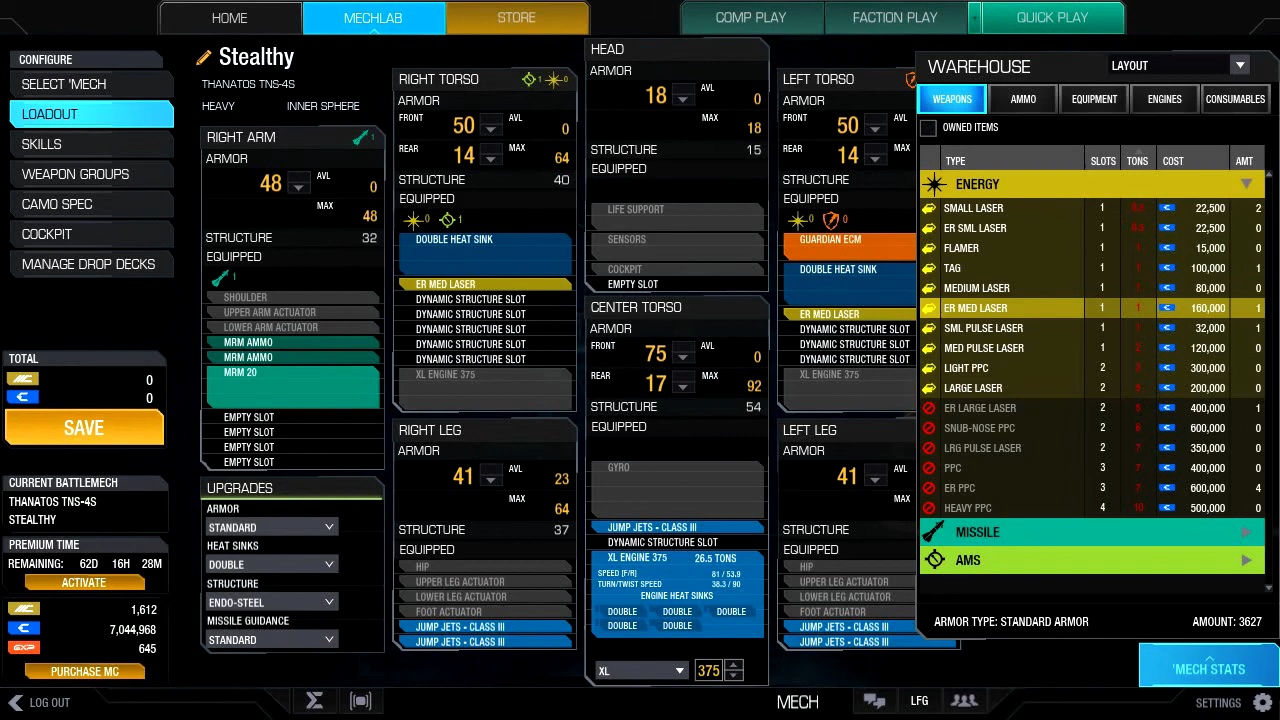 HOME
MECHLAB
STORE
COMP PLAY
FACTION PLAY
QUICK PLAY
CONFIGURE
SELECT 'MECH
LOADOUT
SKILLS
WEAPON GROUPS
CAMO SPEC
COCKPIT
MANAGE DROP DECKS
TOTAL
0
0
SAVE
CURRENT BATTLEMECH
THANATOS TNS-4S
STEALTHY
PREMIUM TIME
REMAINING: 62D 16H 28M
ACTIVATE
1,612
7,044,968
645
PURCHASE MC
LOG OUT
Stealthy
THANATOS TNS-4S
HEAVY INNER SPHERE
RIGHT ARM 1
ARMOR
48 AVL 0
MAX 48
STRUCTURE 32
EQUIPPED
1
SHOULDER
UPPER ARM ACTUATOR
LOWER ARM ACTUATOR
MRM AMMO
MRM AMMO
MRM 20
EMPTY SLOT
EMPTY SLOT
EMPTY SLOT
EMPTY SLOT
UPGRADES
ARMOR
STANDARD
HEAT SINKS
DOUBLE
STRUCTURE
ENDO-STEEL
MISSILE GUIDANCE
STANDARD
RIGHT TORSO 1 0
ARMOR
FRONT 50 AVL 0
REAR 14 MAX 64
STRUCTURE 40
EQUIPPED
0 1
DOUBLE HEAT SINK
ER MED LASER
DYNAMIC STRUCTURE SLOT
DYNAMIC STRUCTURE SLOT
DYNAMIC STRUCTURE SLOT
DYNAMIC STRUCTURE SLOT
DYNAMIC STRUCTURE SLOT
XL ENGINE 375
RIGHT LEG
ARMOR
41 AVL 23
MAX 64
STRUCTURE 37
EQUIPPED
HIP
UPPER LEG ACTUATOR
LOWER LEG ACTUATOR
FOOT ACTUATOR
JUMP JETS - CLASS III
JUMP JETS - CLASS III
HEAD
ARMOR
18 AVL 0
MAX 18
STRUCTURE 15
EQUIPPED
LIFE SUPPORT
SENSORS
COCKPIT
EMPTY SLOT
CENTER TORSO
ARMOR
FRONT 75 AVL 0
REAR 17 MAX 92
STRUCTURE 54
EQUIPPED
GYRO
JUMP JETS - CLASS III
DYNAMIC STRUCTURE SLOT
XL ENGINE 375 26.5 TONS
SPEED [F/R] 81 / 53.9
TURN/TWIST SPEED 38.3 / 90
ENGINE HEAT SINKS
DOUBLE DOUBLE DOUBLE
DOUBLE DOUBLE
XL 375
LEFT TORSO 0
ARMOR
FRONT 50 AVL
REAR 14 MAX
STRUCTURE
EQUIPPED
0 0
GUARDIAN ECM
DOUBLE HEAT SINK
ER MED LASER
DYNAMIC STRUCTURE SLOT
DYNAMIC STRUCTURE SLOT
DYNAMIC STRUCTURE SLOT
XL ENGINE 375
LEFT LEG
ARMOR
41 AVL
MAX
STRUCTURE
EQUIPPED
HIP
UPPER LEG ACTUATOR
LOWER LEG ACTUATOR
FOOT ACTUATOR
JUMP JETS - CLASS III
JUMP JETS - CLASS III
WAREHOUSE LAYOUT
WEAPONS AMMO EQUIPMENT ENGINES CONSUMABLES
OWNED ITEMS
TYPE SLOTS TONS COST AMT
ENERGY
SMALL LASER 1 0.5 C 22,500 2
ER SML LASER 1 0.5 C 22,500 0
FLAMER 1 1 C 15,000 0
TAG 1 1 C 100,000 1
MEDIUM LASER 1 1 C 80,000 0
ER MED LASER 1 1 C 160,000 1
SML PULSE LASER 1 1 C 32,000 1
MED PULSE LASER 1 2 C 120,000 0
LIGHT PPC 2 3 C 300,000 0
LARGE LASER 2 5 C 200,000 0
ER LARGE LASER 2 C 400,000 1
SNUB-NOSE PPC 2 6 C 600,000 0
LRG PULSE LASER 2 7 C 350,000 0
PPC 3 7 C 400,000 0
ER PPC 3 7 C 600,000 4
HEAVY PPC 4 10 C 500,000 0
MISSILE
AMS
ARMOR TYPE: STANDARD ARMOR AMOUNT: 3627
'MECH STATS
MECH
LFG
SETTINGS